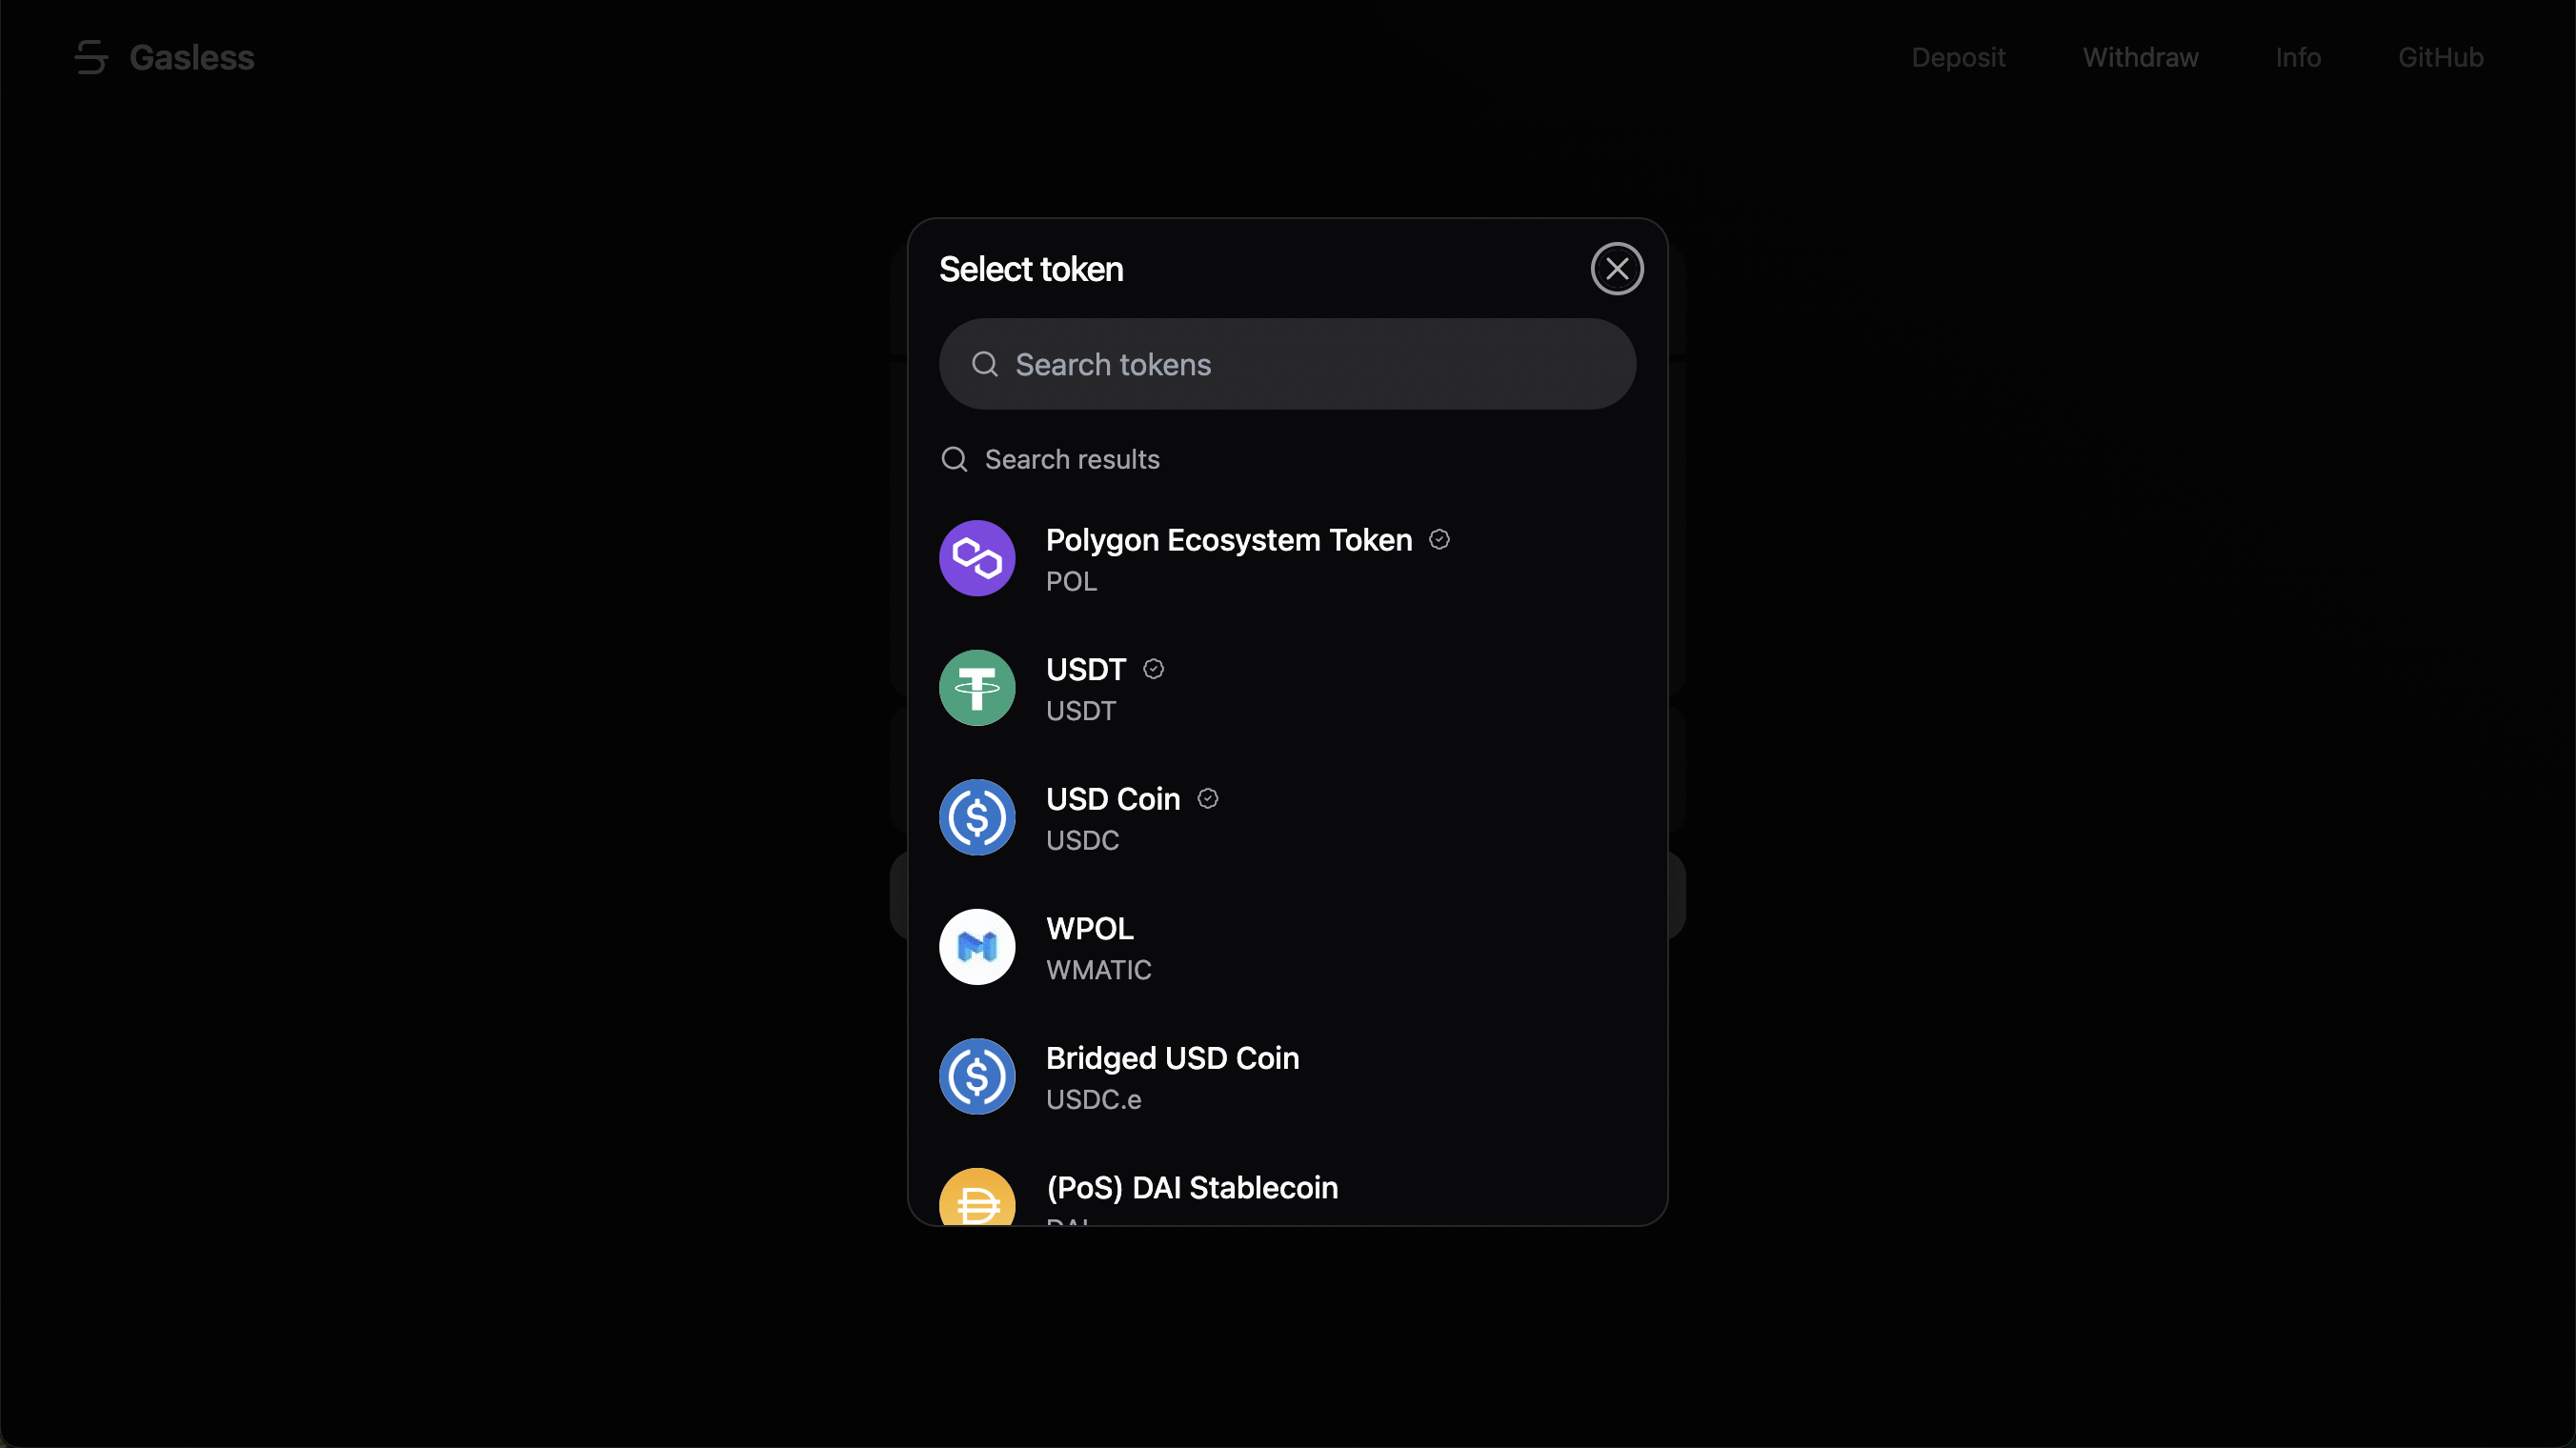 Gasless
Deposit
Withdraw
Info
GitHub
Select token
Search tokens
Search results
Polygon Ecosystem Token
POL
USDT
USDT
USD Coin
USDC
WPOL
WMATIC
Bridged USD Coin
USDC.e
(PoS) DAI Stablecoin
DAI